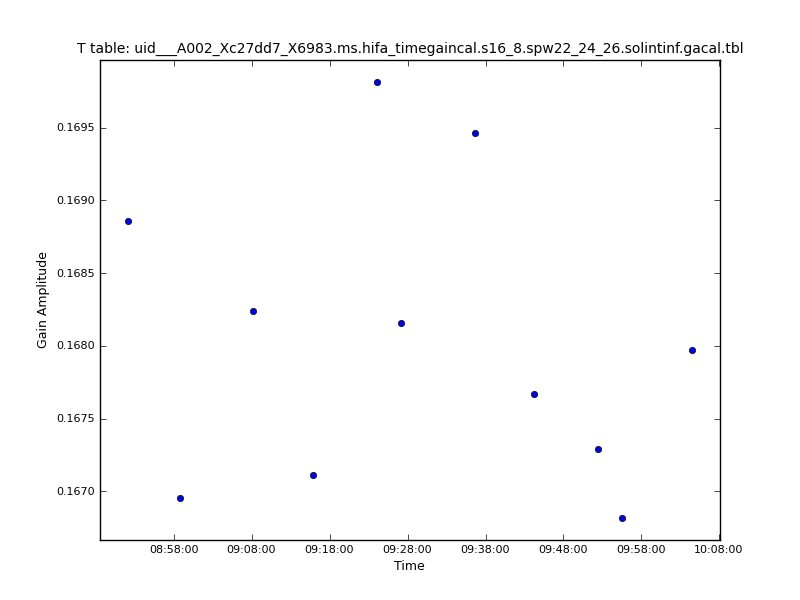 T table: uid___A002_Xc27dd7_X6983.ms.hifa_timegaincal.s16_8.spw22_24_26.solintinf.gacal.tbl
0.1695
0.1690
0.1685
0.1680
0.1675
0.1670
Gain Amplitude
08:58:00 09:08:00 09:18:00 09:28:00 09:38:00 09:48:00 09:58:00 10:08:00
Time